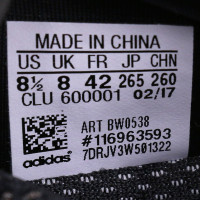 MADE IN CHINA
US UK FR JP CHN
8½ 8 42 265 260
CLU 600001 02/17
ART BW0538
#116963593
adidas 7DRJV3W501322